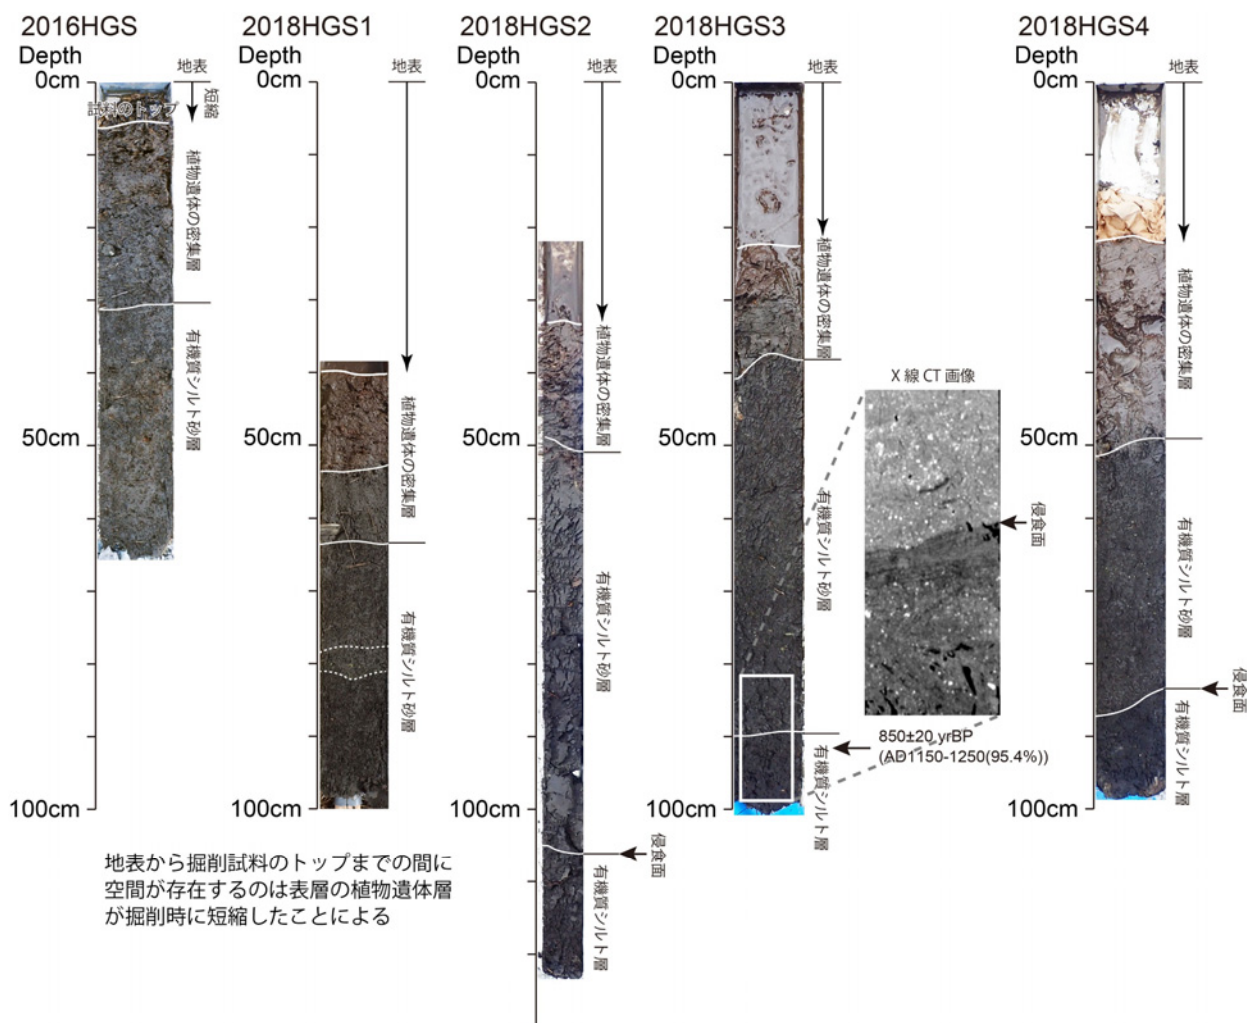 2016HGS
Depth
0cm
地表
短縮
試料のトップ
植物遺体の密集層
有機質シルト砂層
50cm
100cm
2018HGS1
Depth
0cm
地表
植物遺体の密集層
有機質シルト砂層
50cm
100cm
2018HGS2
Depth
0cm
地表
植物遺体の密集層
有機質シルト砂層
侵食面
有機質シルト層
50cm
100cm
2018HGS3
Depth
0cm
地表
植物遺体の密集層
有機質シルト砂層
有機質シルト層
50cm
100cm
X 線 CT 画像
侵食面
850±20 yrBP
(AD1150-1250(95.4%))
2018HGS4
Depth
0cm
地表
植物遺体の密集層
有機質シルト砂層
侵食面
有機質シルト層
50cm
100cm
地表から掘削試料のトップまでの間に
空間が存在するのは表層の植物遺体層
が掘削時に短縮したことによる